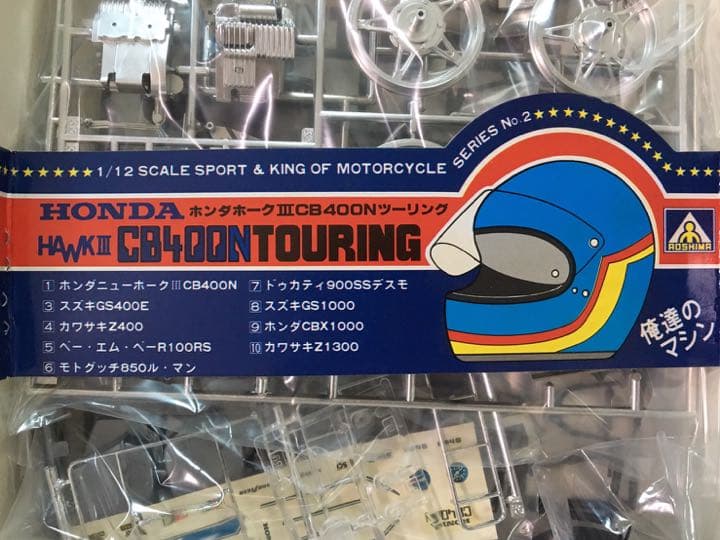 1/12 SCALE SPORT & KING OF MOTORCYCLE SERIES No.2
HONDA ホンダホークⅢCB400Nツーリング
HAWKⅢ CB400N TOURING
AOSHIMA
1 ホンダニューホークⅢCB400N
3 スズキGS400E
4 カワサキZ400
5 ベー・エム・ベーR100RS
6 モトグッチ850ル・マン
7 ドゥカティ900SSデスモ
8 スズキGS1000
9 ホンダCBX1000
10 カワサキZ1300
俺達の
マシン